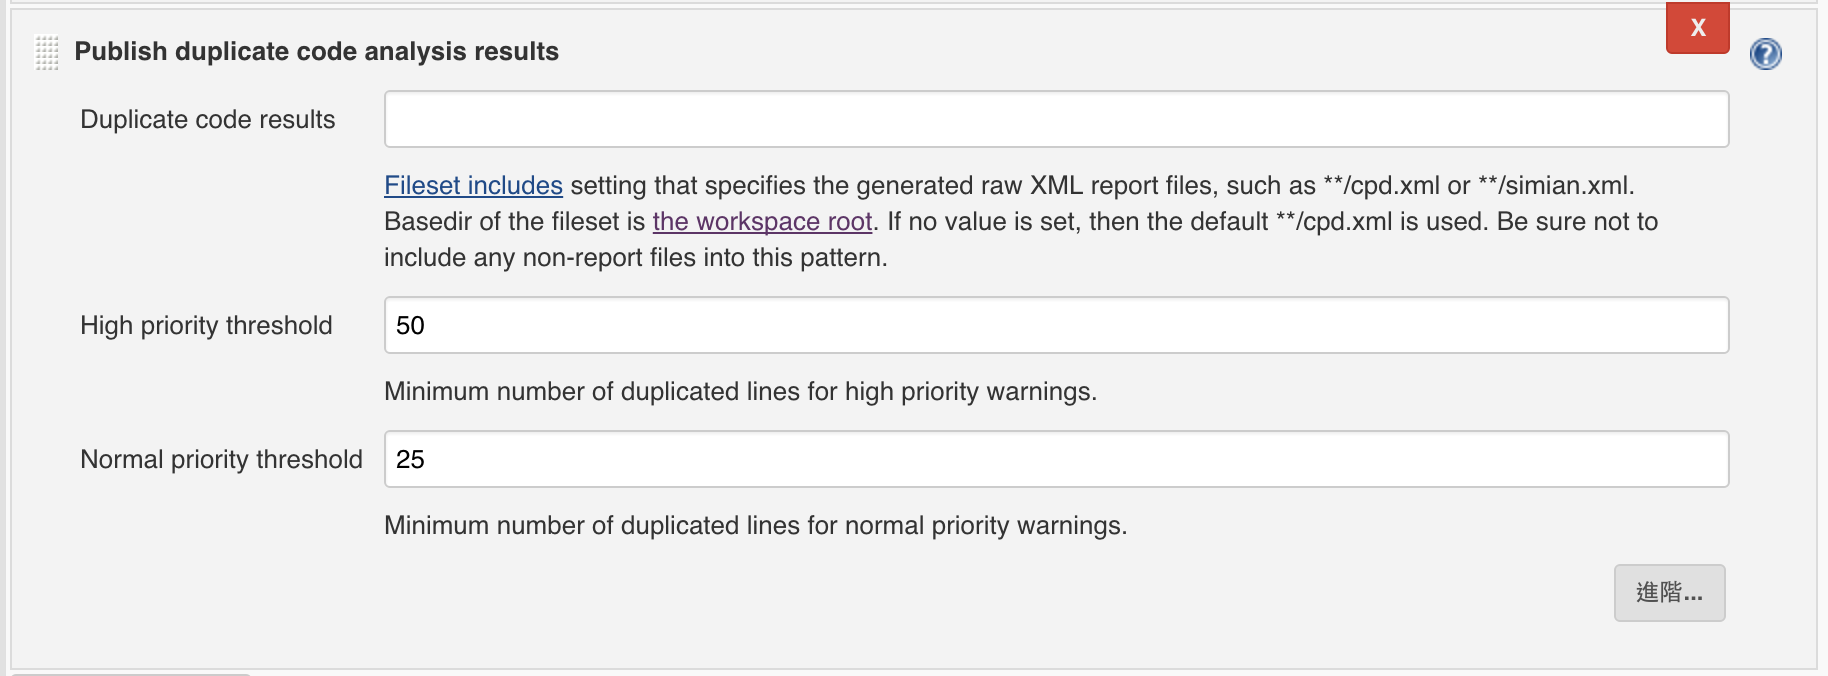 Publish duplicate code analysis results
X
?
Duplicate code results
Fileset includes setting that specifies the generated raw XML report files, such as **/cpd.xml or **/simian.xml.
Basedir of the fileset is the workspace root. If no value is set, then the default **/cpd.xml is used. Be sure not to
include any non-report files into this pattern.
High priority threshold
50
Minimum number of duplicated lines for high priority warnings.
Normal priority threshold
25
Minimum number of duplicated lines for normal priority warnings.
進階...